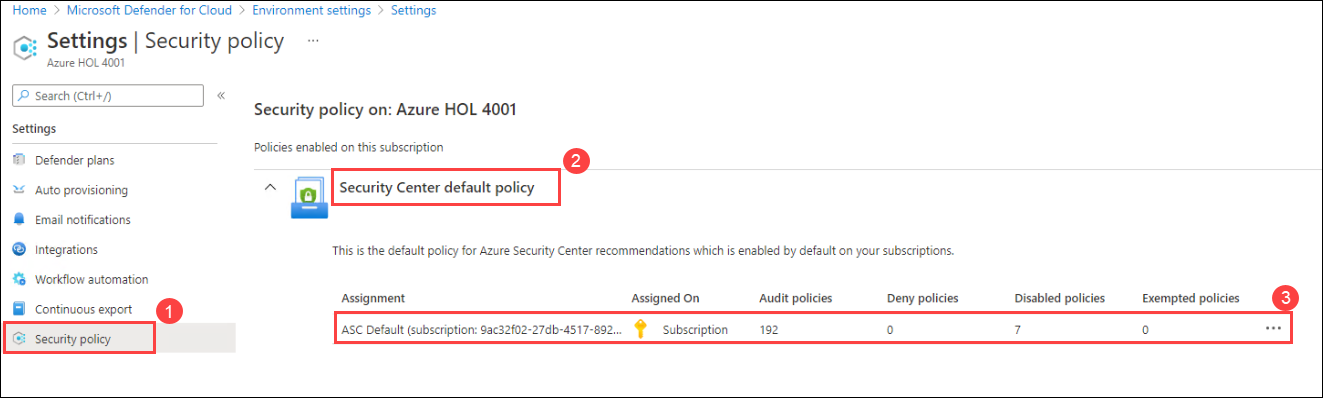 Home > Microsoft Defender for Cloud > Environment settings > Settings
Settings | Security policy ...
Azure HOL 4001
Search (Ctrl+/) «
Settings
Defender plans
Auto provisioning
Email notifications
Integrations
Workflow automation
Continuous export
1
Security policy
Security policy on: Azure HOL 4001
Policies enabled on this subscription
2
Security Center default policy
This is the default policy for Azure Security Center recommendations which is enabled by default on your subscriptions.
Assignment Assigned On Audit policies Deny policies Disabled policies Exempted policies 3
ASC Default (subscription: 9ac32f02-27db-4517-892... Subscription 192 0 7 0 ...